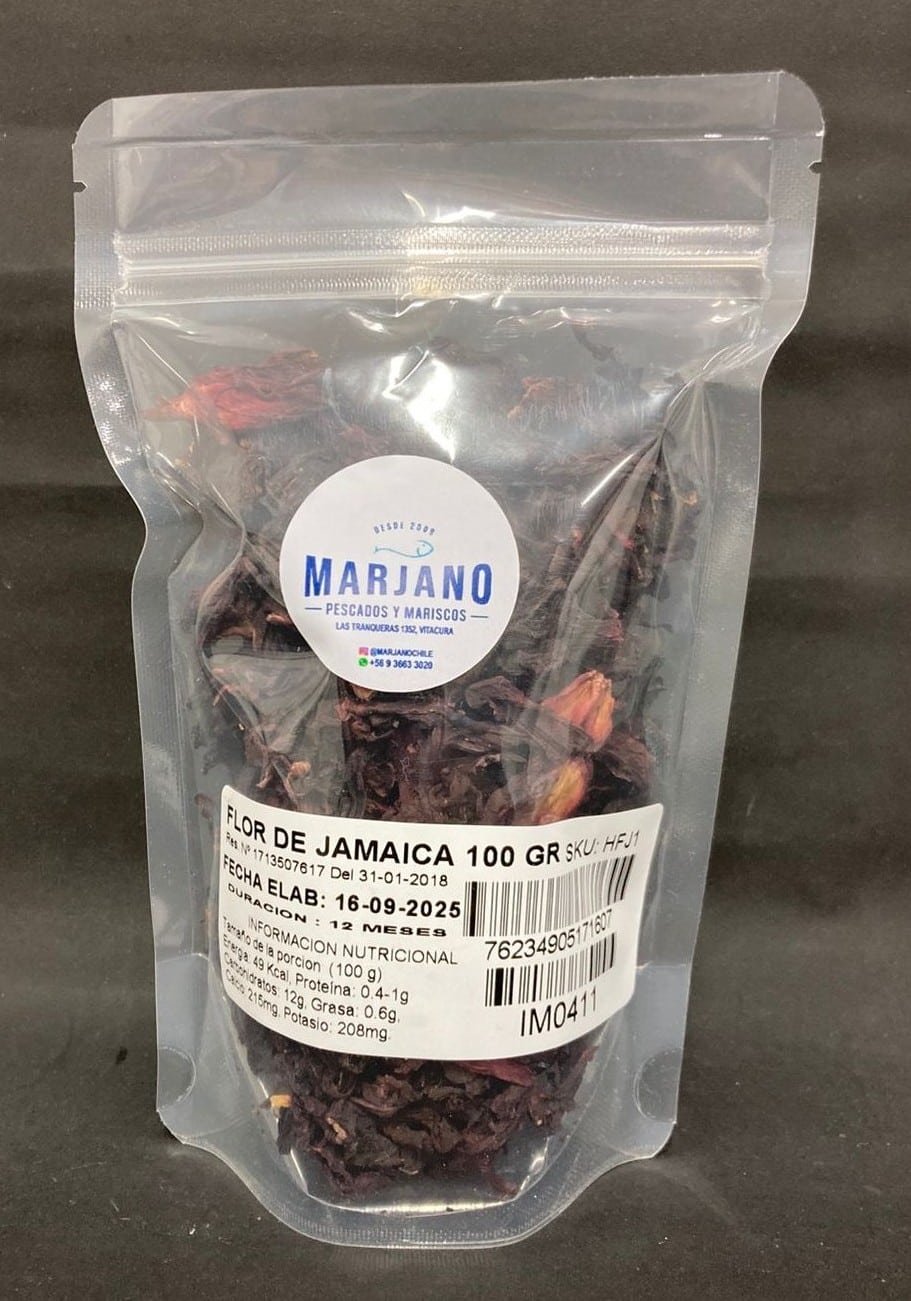 DESDE 2009
MARJANO
PESCADOS Y MARISCOS
LAS TRANQUERAS 1352, VITACURA
@MARJANOCHILE
+56 9 3663 3020
FLOR DE JAMAICA 100 GR SKU: HFJ1
Res. Nº 1713507617 Del 31-01-2018
FECHA ELAB: 16-09-2025
DURACION : 12 MESES
INFORMACION NUTRICIONAL
Tamaño de la porcion (100 g)
Energia: 49 Kcal, Proteína: 0.4-1g
Carbohidratos: 12g, Grasa: 0.6g,
Calcio 215mg, Potasio: 208mg.
76234905171607
IM0411